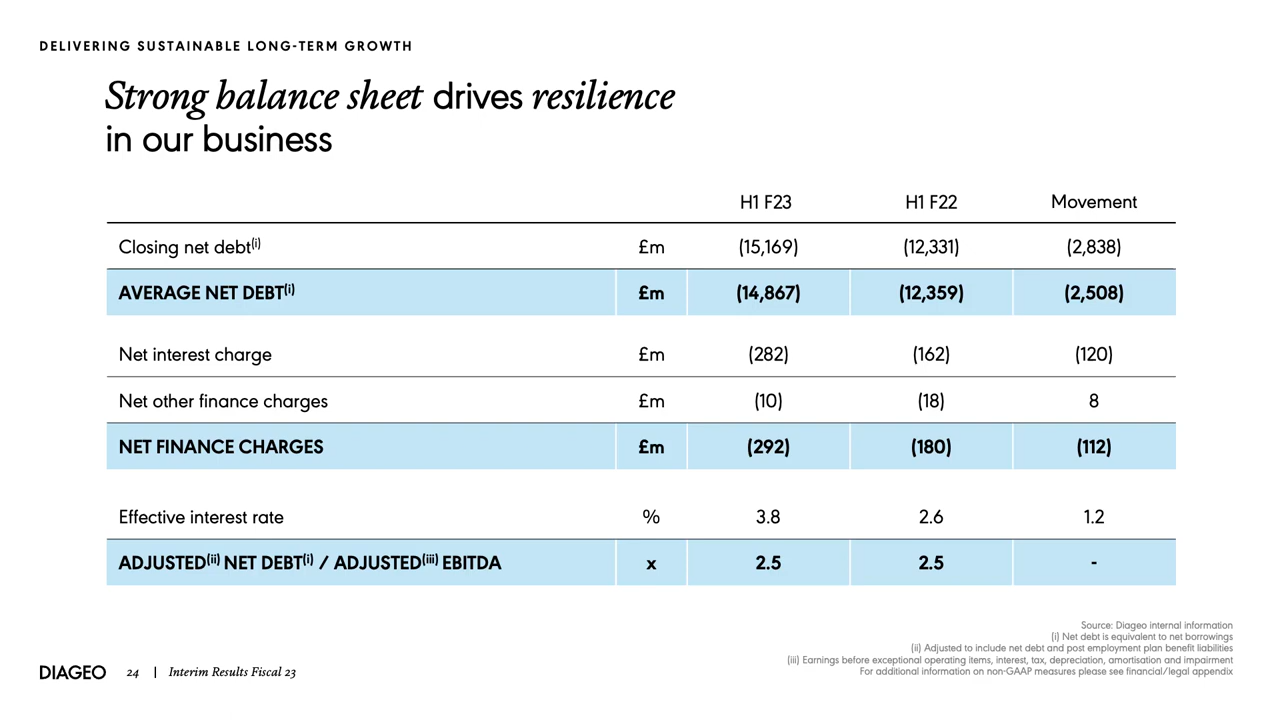 DELIVERING SUSTAINABLE LONG-TERM GROWTH
Strong balance sheet drives resilience
in our business
H1 F23 H1 F22 Movement
Closing net debt(i) £m (15,169) (12,331) (2,838)
AVERAGE NET DEBT(i) £m (14,867) (12,359) (2,508)
Net interest charge £m (282) (162) (120)
Net other finance charges £m (10) (18) 8
NET FINANCE CHARGES £m (292) (180) (112)
Effective interest rate % 3.8 2.6 1.2
ADJUSTED(ii) NET DEBT(i) / ADJUSTED(iii) EBITDA x 2.5 2.5 -
Source: Diageo internal information
(i) Net debt is equivalent to net borrowings
(ii) Adjusted to include net debt and post employment plan benefit liabilities
(iii) Earnings before exceptional operating items, interest, tax, depreciation, amortisation and impairment
For additional information on non-GAAP measures please see financial/legal appendix
DIAGEO 24 | Interim Results Fiscal 23